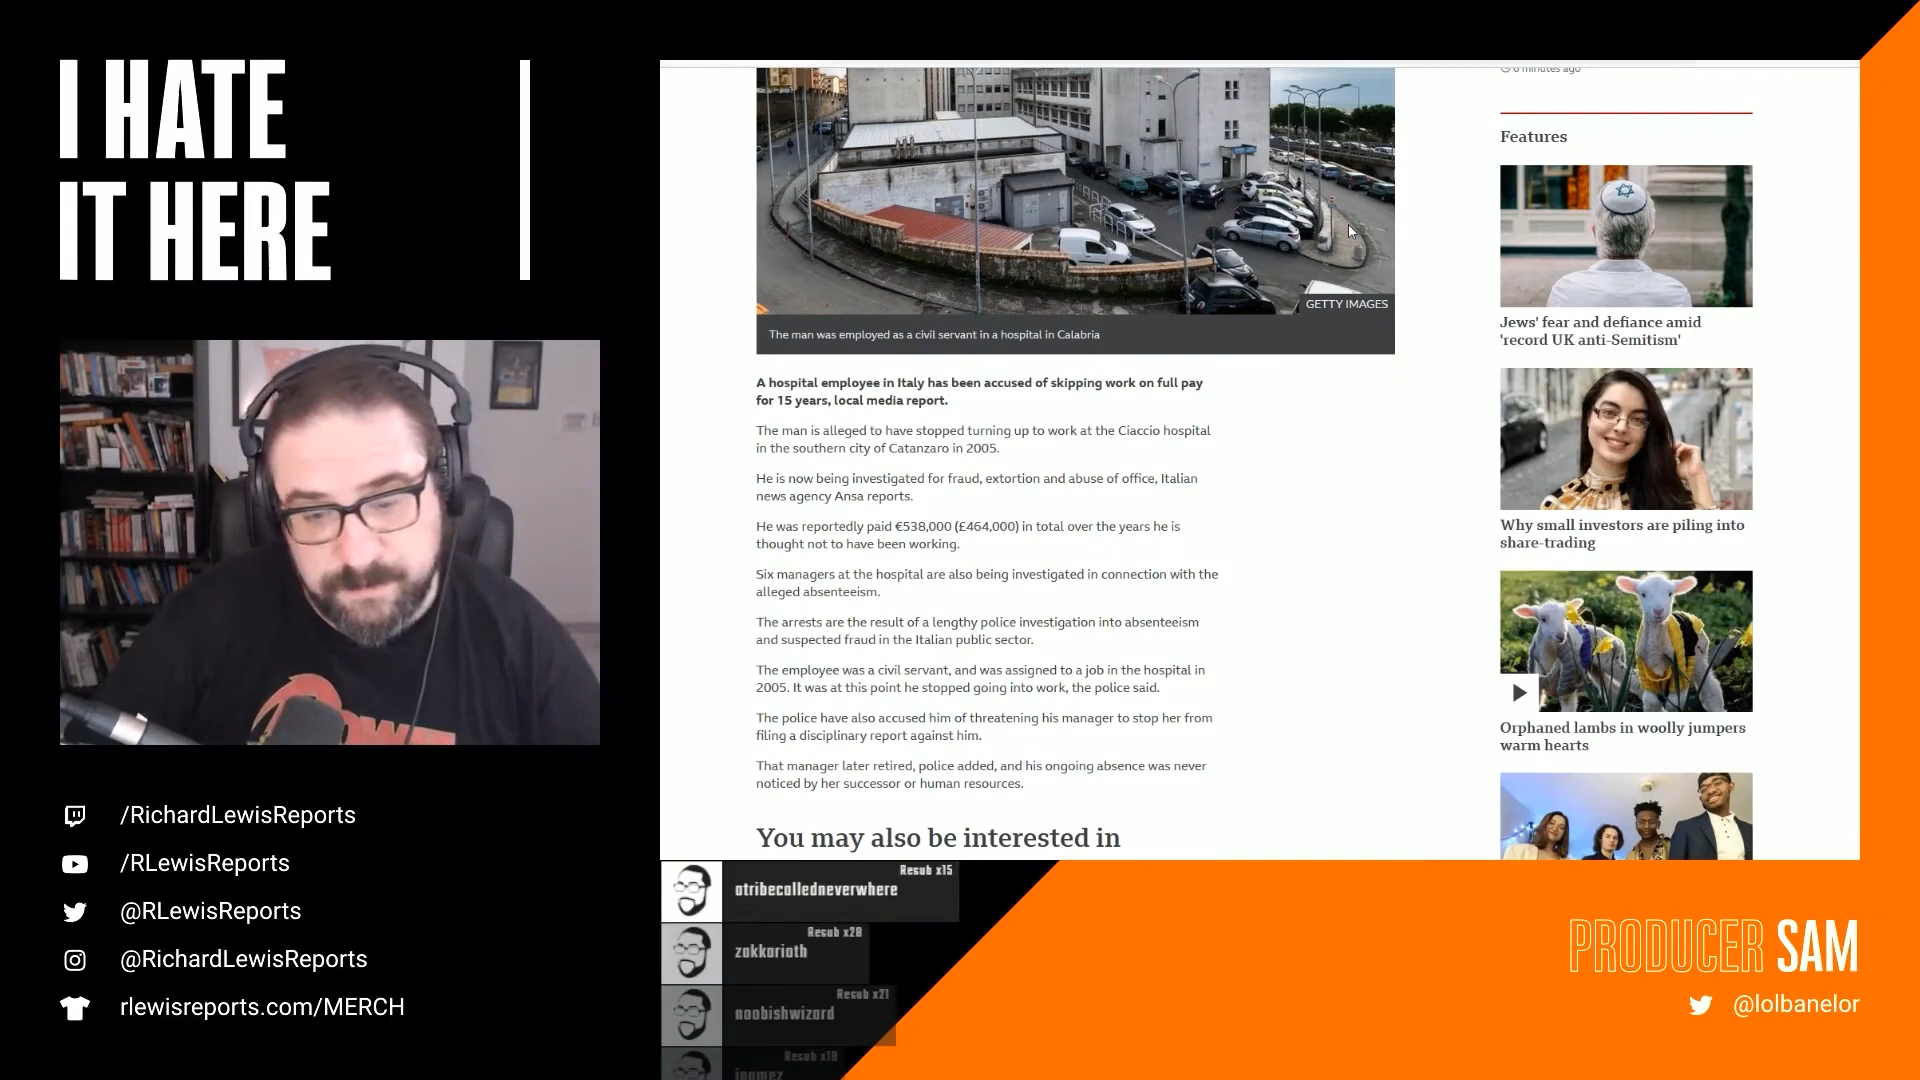 I HATE
IT HERE
/RichardLewisReports
/RLewisReports
@RLewisReports
@RichardLewisReports
rlewisreports.com/MERCH
GETTY IMAGES
The man was employed as a civil servant in a hospital in Calabria
A hospital employee in Italy has been accused of skipping work on full pay
for 15 years, local media report.
The man is alleged to have stopped turning up to work at the Ciaccio hospital
in the southern city of Catanzaro in 2005.
He is now being investigated for fraud, extortion and abuse of office, Italian
news agency Ansa reports.
He was reportedly paid €538,000 (£464,000) in total over the years he is
thought not to have been working.
Six managers at the hospital are also being investigated in connection with the
alleged absenteeism.
The arrests are the result of a lengthy police investigation into absenteeism
and suspected fraud in the Italian public sector.
The employee was a civil servant, and was assigned to a job in the hospital in
2005. It was at this point he stopped going into work, the police said.
The police have also accused him of threatening his manager to stop her from
filing a disciplinary report against him.
That manager later retired, police added, and his ongoing absence was never
noticed by her successor or human resources.
You may also be interested in
6 minutes ago
Features
Jews' fear and defiance amid
'record UK anti-Semitism'
Why small investors are piling into
share-trading
Orphaned lambs in woolly jumpers
warm hearts
Resub x15
atribecalledneverwhere
Resub x28
zakkarioth
Resub x21
noobishwizard
Resub x18
PRODUCER SAM
@lolbanelor